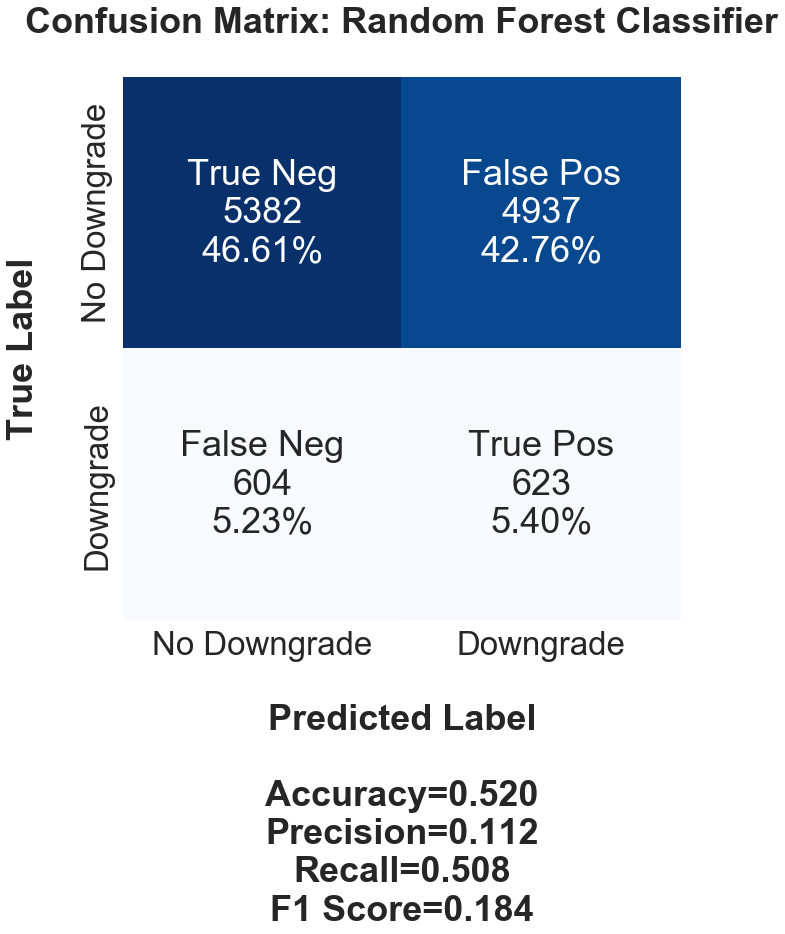 Confusion Matrix: Random Forest Classifier
True Label
No Downgrade
True Neg
5382
46.61%
False Pos
4937
42.76%
Downgrade
False Neg
604
5.23%
True Pos
623
5.40%
No Downgrade
Downgrade
Predicted Label
Accuracy=0.520
Precision=0.112
Recall=0.508
F1 Score=0.184